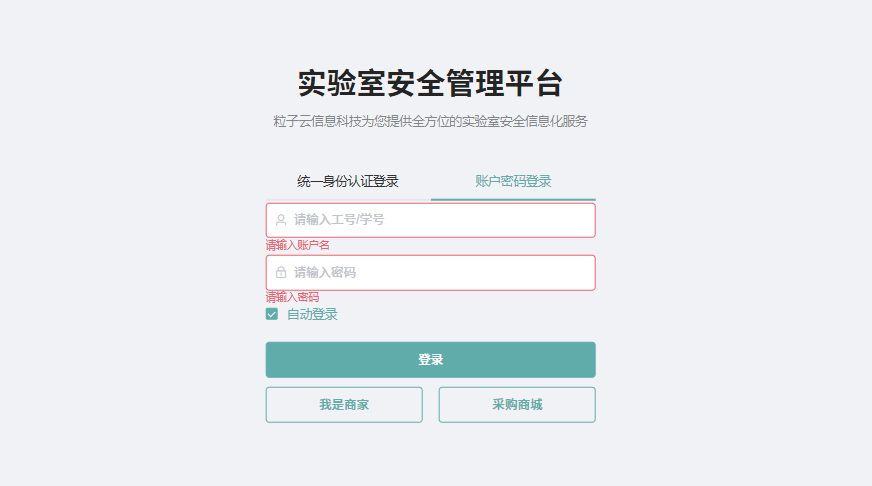 实验室安全管理平台
粒子云信息科技为您提供全方位的实验室安全信息化服务
统一身份认证登录 账户密码登录
请输入工号/学号
请输入账户名
请输入密码
请输入密码
自动登录
登录
我是商家 采购商城